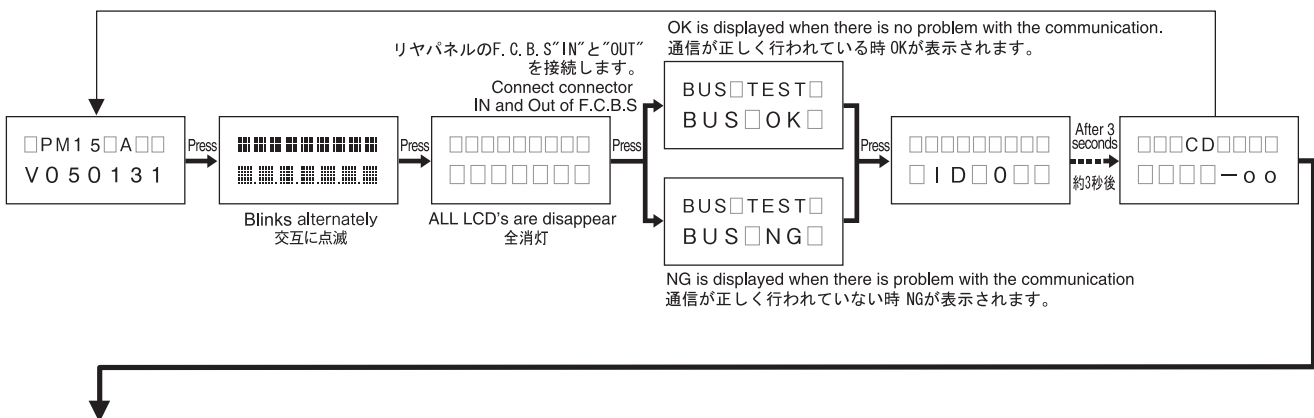 OK is displayed when there is no problem with the communication.
通信が正しく行われている時 OKが表示されます。
リヤパネルのF.C.B.S"IN"と"OUT"
を接続します。
Connect connector
IN and Out of F.C.B.S
□PM15□A□□
V050131
Press
Blinks alternately
交互に点滅
Press
□□□□□□□□□
□□□□□□□
ALL LCD's are disappear
全消灯
Press
BUS□TEST□
BUS□OK□
BUS□TEST□
BUS□NG□
NG is displayed when there is problem with the communication
通信が正しく行われていない時 NGが表示されます。
Press
□□□□□□□□□
□ID□0□□
After 3
seconds
約3秒後
□□□CD□□□□
□□□□-oo